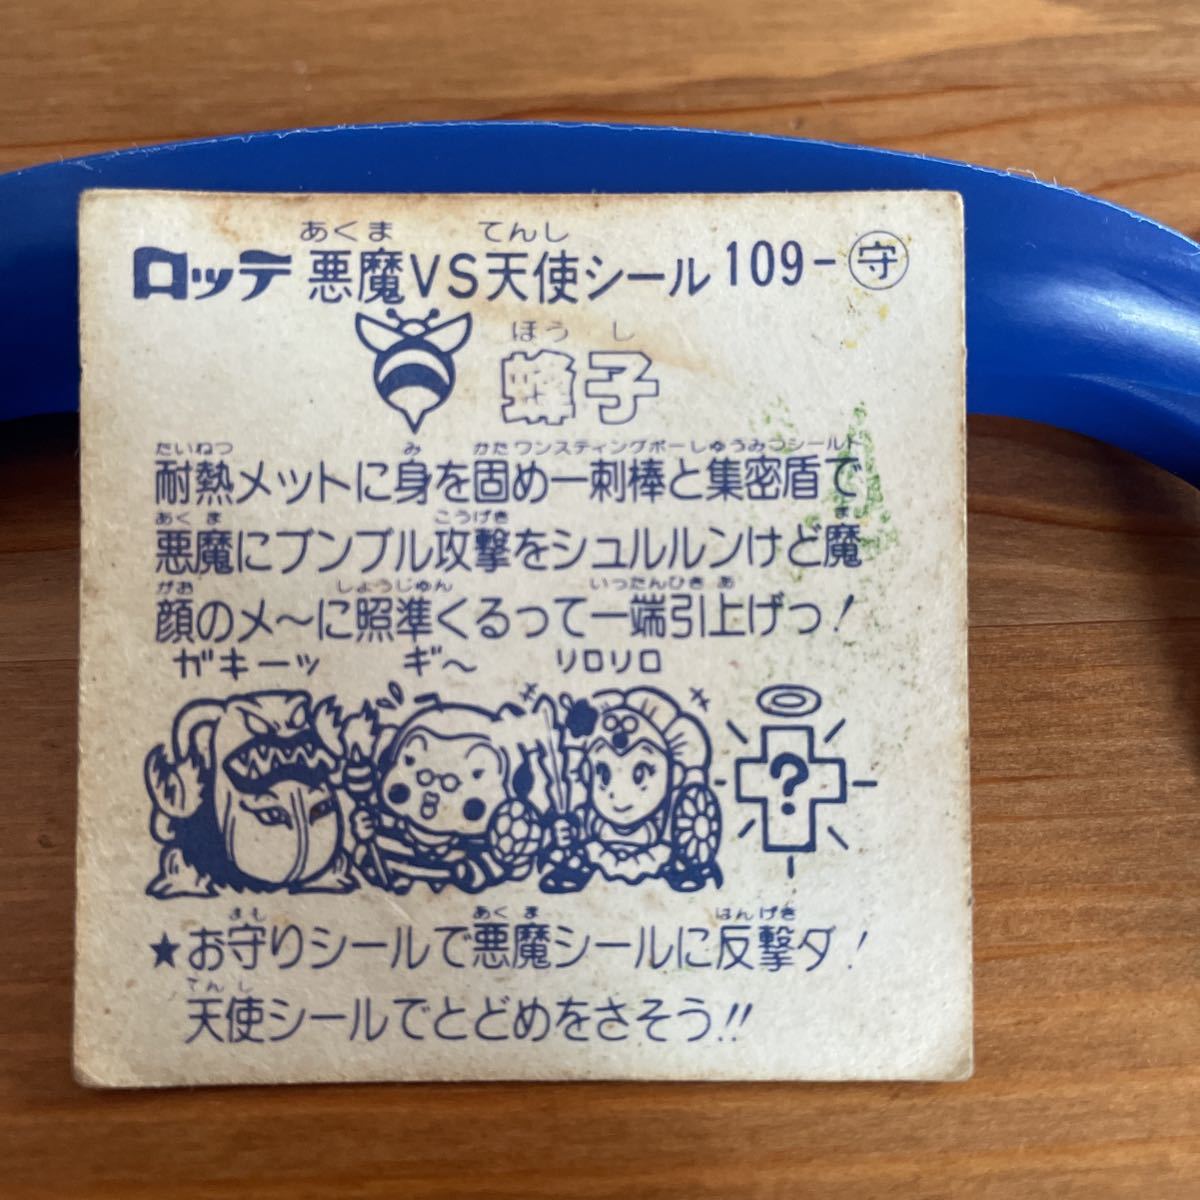 あくま てんし
ロッテ 悪魔VS天使シール 109-守
ほう し
蜂子
たいねつ み かた ワンスティングボー しゅうみつシールド
耐熱メットに身を固め一刺棒と集密盾で
あくま こうげき ま
悪魔にブンブル攻撃をシュルルンけど魔
がお しょうじゅん いったんひきあ
顔のメ〜に照準くるって一端引上げっ!
ガキーッ ギ〜 リロリロ
?
まも あくま はんげき
★お守りシールで悪魔シールに反撃ダ!
てんし
天使シールでとどめをさそう!!